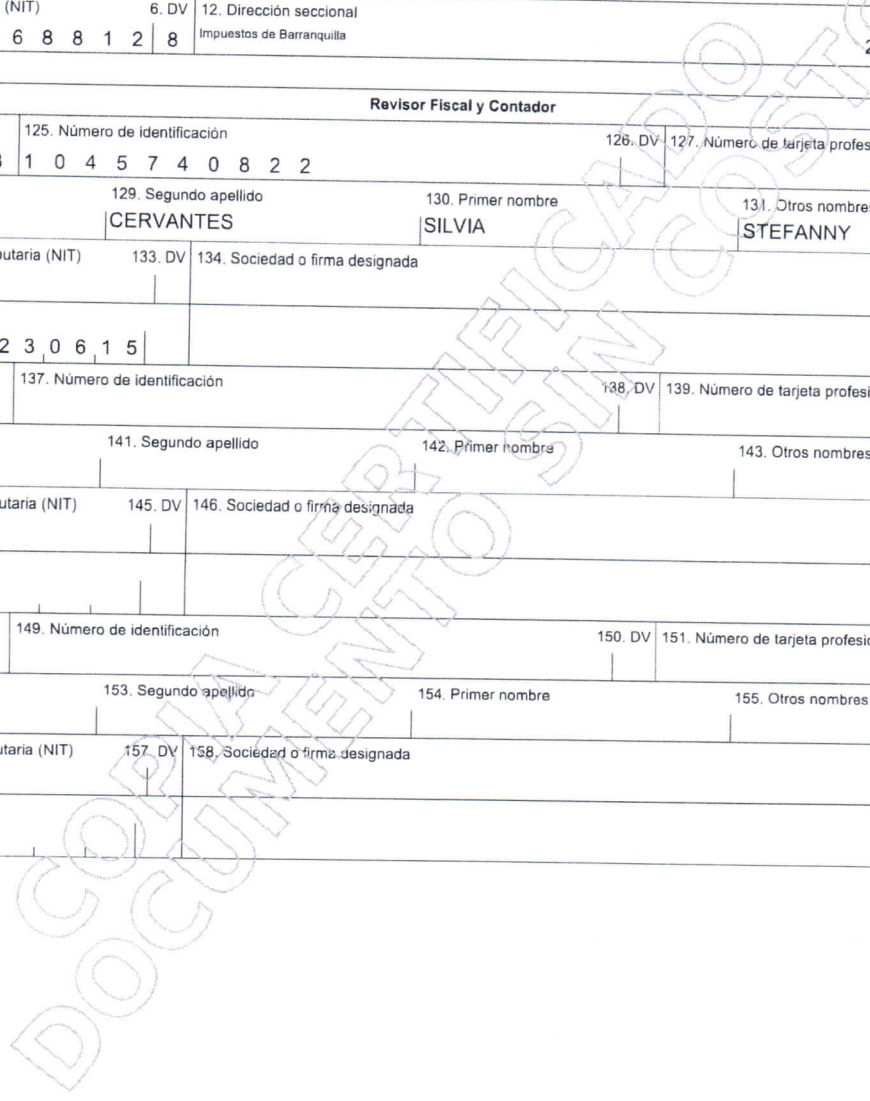 (NIT) 6. DV 12. Dirección seccional
6 8 8 1 2 8 Impuestos de Barranquilla 2
Revisor Fiscal y Contador
125. Número de identificación 126. DV 127. Número de tarjeta profes
1 0 4 5 7 4 0 8 2 2
129. Segundo apellido 130. Primer nombre 131. Otros nombres
CERVANTES SILVIA STEFANNY
butaria (NIT) 133. DV 134. Sociedad o firma designada
2 3 0 6 1 5
137. Número de identificación 138. DV 139. Número de tarjeta profesi
141. Segundo apellido 142. Primer nombre 143. Otros nombres
utaria (NIT) 145. DV 146. Sociedad o firma designada
149. Número de identificación 150. DV 151. Número de tarjeta profesi
153. Segundo apellido 154. Primer nombre 155. Otros nombres
utaria (NIT) 157. DV 158. Sociedad o firma designada
COPIA CERTIFICADO
DOCUMENTO SIN COSTO